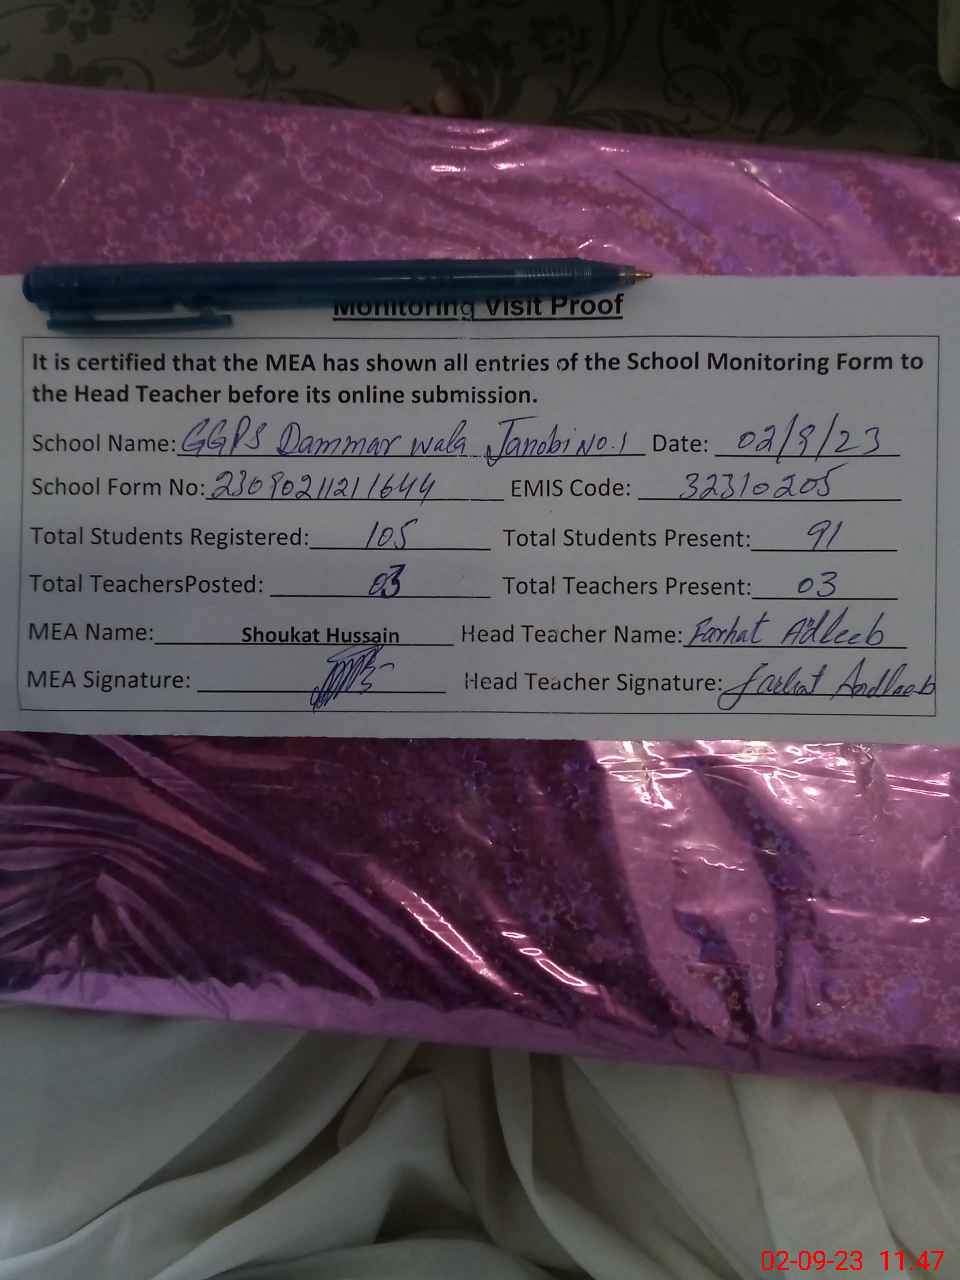 Monitoring Visit Proof
It is certified that the MEA has shown all entries of the School Monitoring Form to
the Head Teacher before its online submission.
School Name: GGPS Dammar wala Janobi No.1 Date: 02/9/23
School Form No: 23090211211644 EMIS Code: 32310205
Total Students Registered: 105 Total Students Present: 91
Total TeachersPosted: 03 Total Teachers Present: 03
MEA Name: Shoukat Hussain Head Teacher Name: Farhat Adleeb
MEA Signature: Head Teacher Signature: Farhat Andleeb
02-09-23 11.47